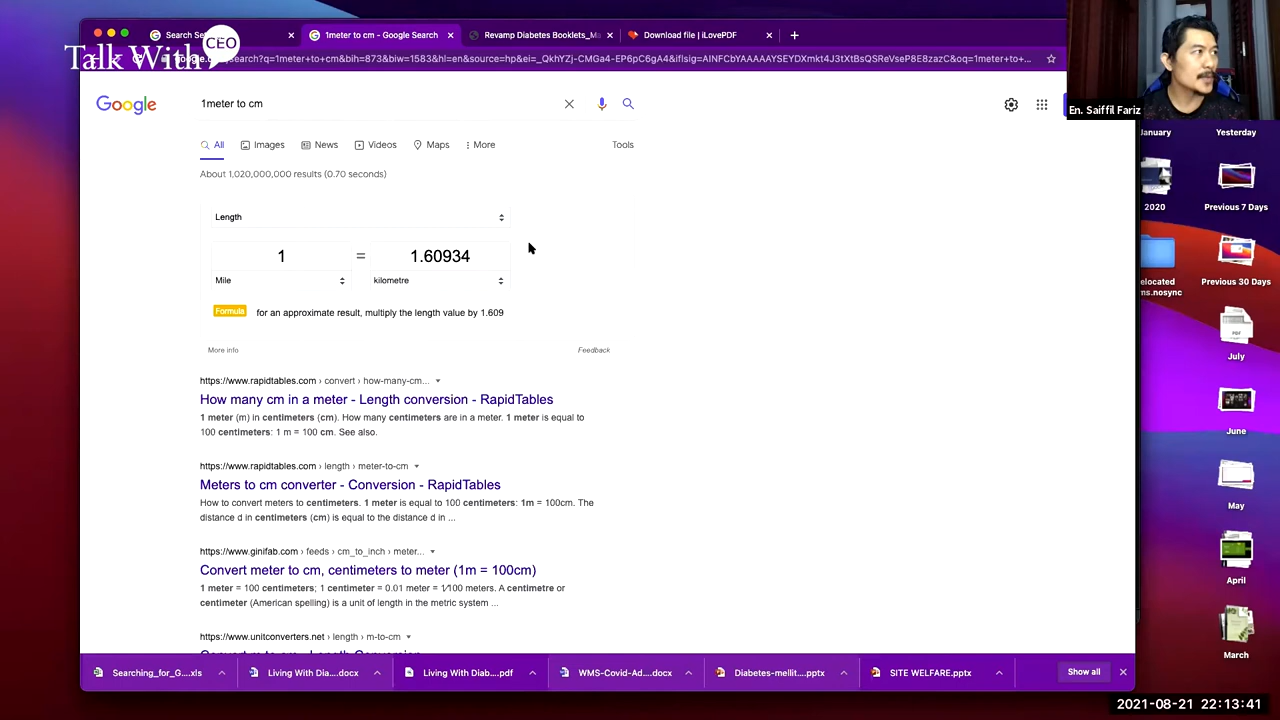 Talk With CEO
Search Se
1meter to cm - Google Search
Revamp Diabetes Booklets_Ma
Download file | iLovePDF
Google
1meter to cm
En. Saiffil Fariz
All
Images
News
Videos
Maps
More
Tools
About 1,020,000,000 results (0.70 seconds)
Length
1 = 1.60934
Mile
kilometre
Formula for an approximate result, multiply the length value by 1.609
More info
Feedback
https://www.rapidtables.com › convert › how-many-cm...
How many cm in a meter - Length conversion - RapidTables
1 meter (m) in centimeters (cm). How many centimeters are in a meter. 1 meter is equal to
100 centimeters: 1 m = 100 cm. See also.
https://www.rapidtables.com › length › meter-to-cm
Meters to cm converter - Conversion - RapidTables
How to convert meters to centimeters. 1 meter is equal to 100 centimeters: 1m = 100cm. The
distance d in centimeters (cm) is equal to the distance d in ...
https://www.ginifab.com › feeds › cm_to_inch › meter...
Convert meter to cm, centimeters to meter (1m = 100cm)
1 meter = 100 centimeters; 1 centimeter = 0.01 meter = 1⁄100 meters. A centimetre or
centimeter (American spelling) is a unit of length in the metric system ...
https://www.unitconverters.net › length › m-to-cm
January
Yesterday
2020
Previous 7 Days
elocated
ms.nosync
Previous 30 Days
PDF
July
June
May
April
March
Searching_for_G....xls
Living With Dia....docx
Living With Diab....pdf
WMS-Covid-Ad....docx
Diabetes-mellit....pptx
SITE WELFARE.pptx
Show all
2021-08-21 22:13:41